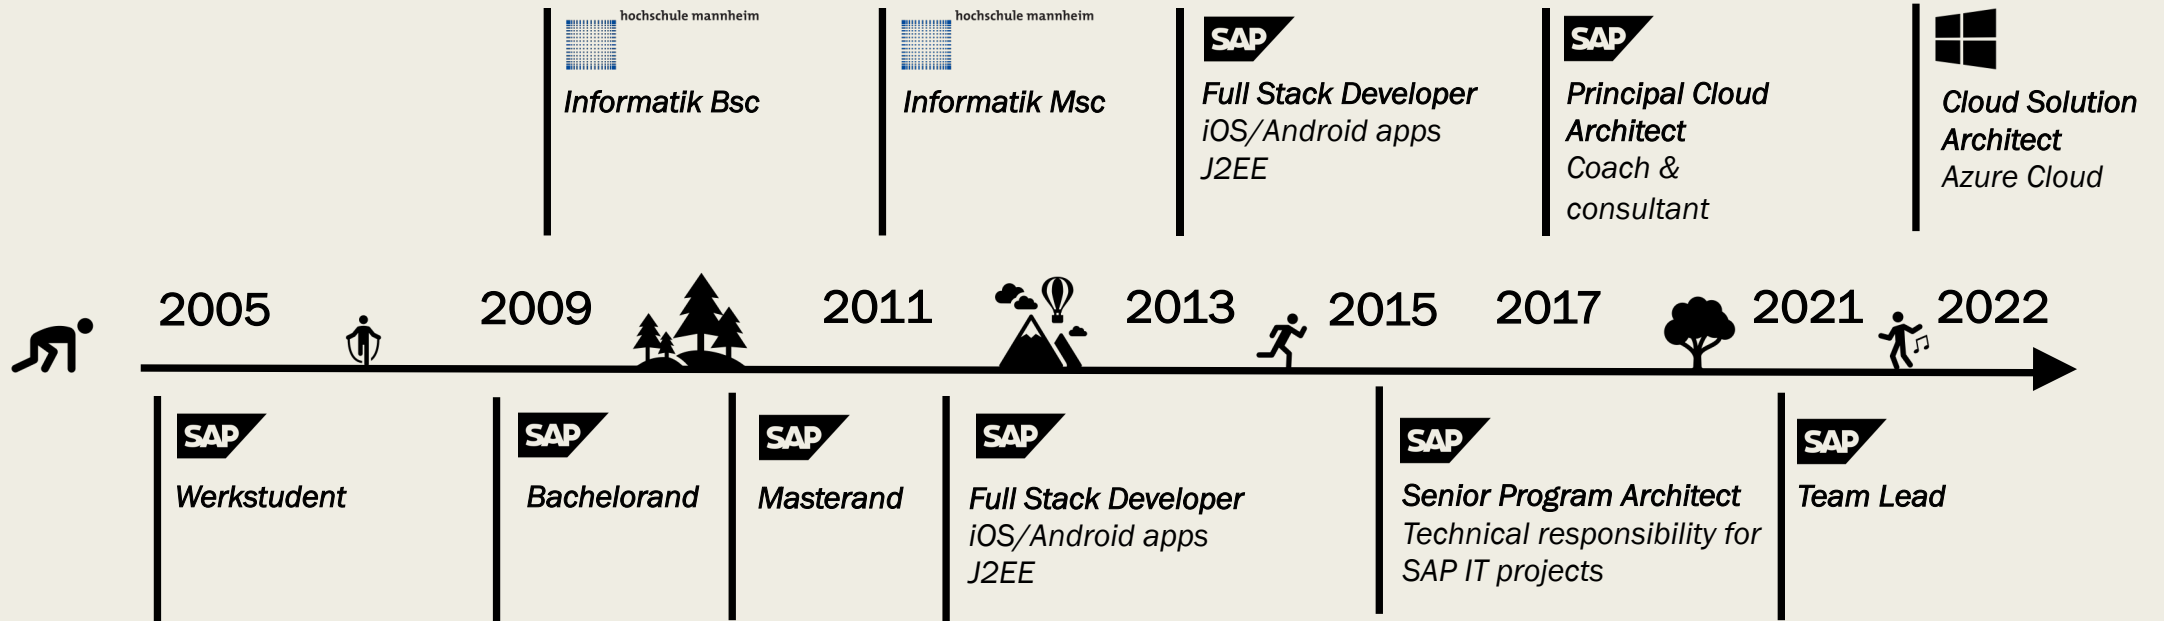 hochschule mannheim
Informatik Bsc
hochschule mannheim
Informatik Msc
SAP
Full Stack Developer
iOS/Android apps
J2EE
SAP
Principal Cloud
Architect
Coach &
consultant
Cloud Solution
Architect
Azure Cloud
2005
2009
2011
2013
2015
2017
2021
2022
SAP
Werkstudent
SAP
Bachelorand
SAP
Masterand
SAP
Full Stack Developer
iOS/Android apps
J2EE
SAP
Senior Program Architect
Technical responsibility for
SAP IT projects
SAP
Team Lead